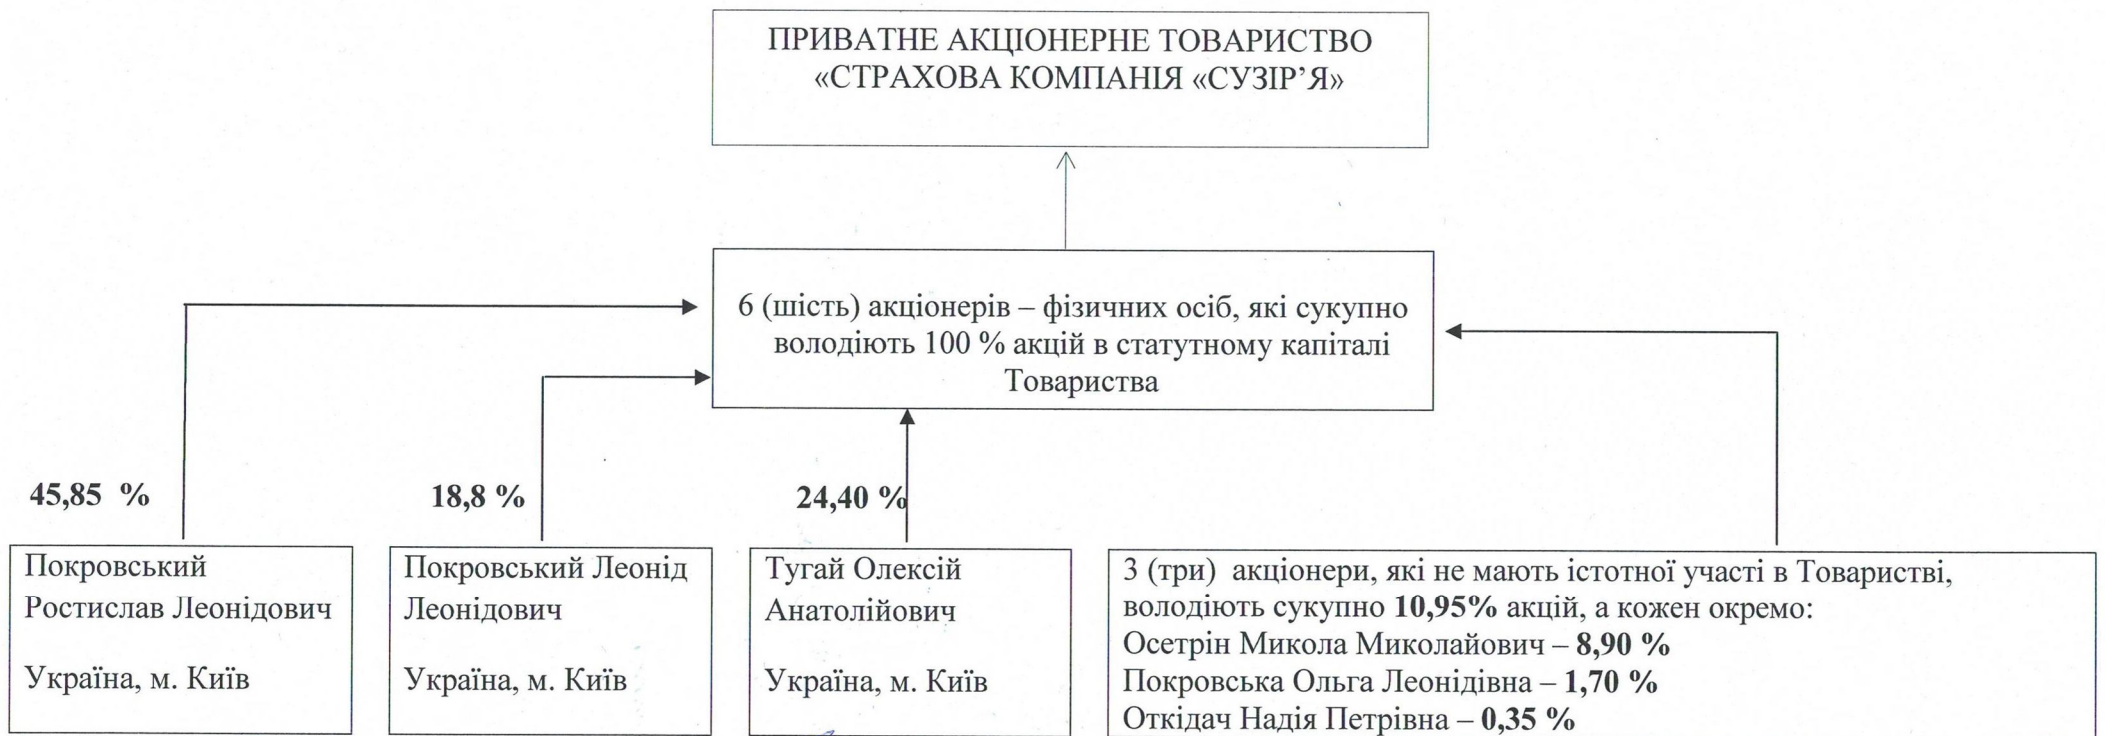 ПРИВАТНЕ АКЦІОНЕРНЕ ТОВАРИСТВО
«СТРАХОВА КОМПАНІЯ «СУЗІР’Я»
6 (шість) акціонерів – фізичних осіб, які сукупно
володіють 100 % акцій в статутному капіталі
Товариства
45,85 %
18,8 %
24,40 %
Покровський
Ростислав Леонідович
Україна, м. Київ
Покровський Леонід
Леонідович
Україна, м. Київ
Тугай Олексій
Анатолійович
Україна, м. Київ
3 (три) акціонери, які не мають істотної участі в Товаристві,
володіють сукупно 10,95% акцій, а кожен окремо:
Осетрін Микола Миколайович – 8,90 %
Покровська Ольга Леонідівна – 1,70 %
Откідач Надія Петрівна – 0,35 %